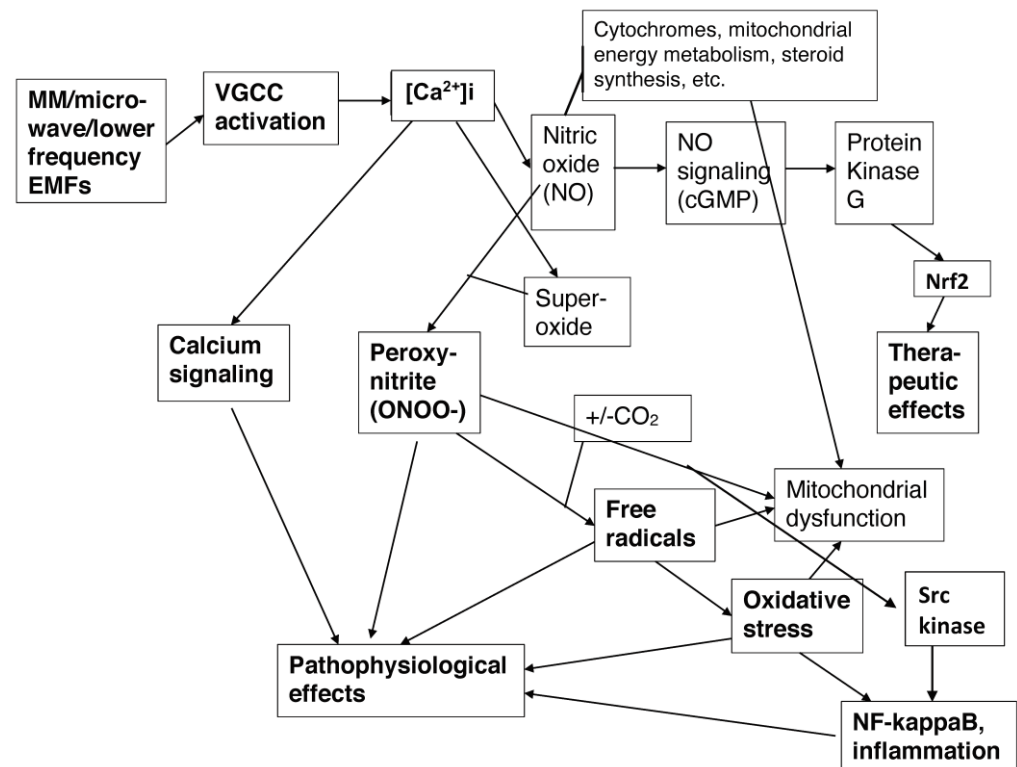 Cytochromes, mitochondrial
energy metabolism, steroid
synthesis, etc.
MM/micro-
wave/lower
frequency
EMFs
VGCC
activation
[Ca²⁺]i
Nitric
oxide
(NO)
NO
signaling
(cGMP)
Protein
Kinase
G
Nrf2
Super-
oxide
Thera-
peutic
effects
Calcium
signaling
Peroxy-
nitrite
(ONOO-)
+/-CO₂
Mitochondrial
dysfunction
Free
radicals
Oxidative
stress
Src
kinase
Pathophysiological
effects
NF-kappaB,
inflammation